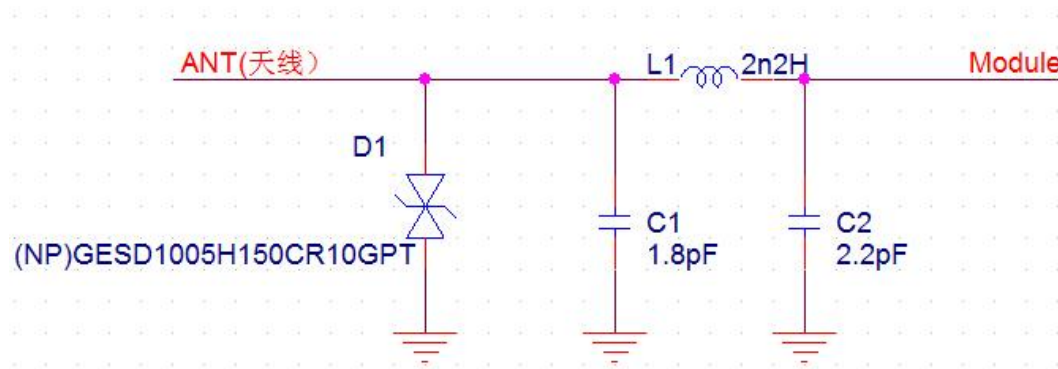 ANT(天线）
L1
2n2H
Module
D1
(NP)GESD1005H150CR10GPT
C1
1.8pF
C2
2.2pF